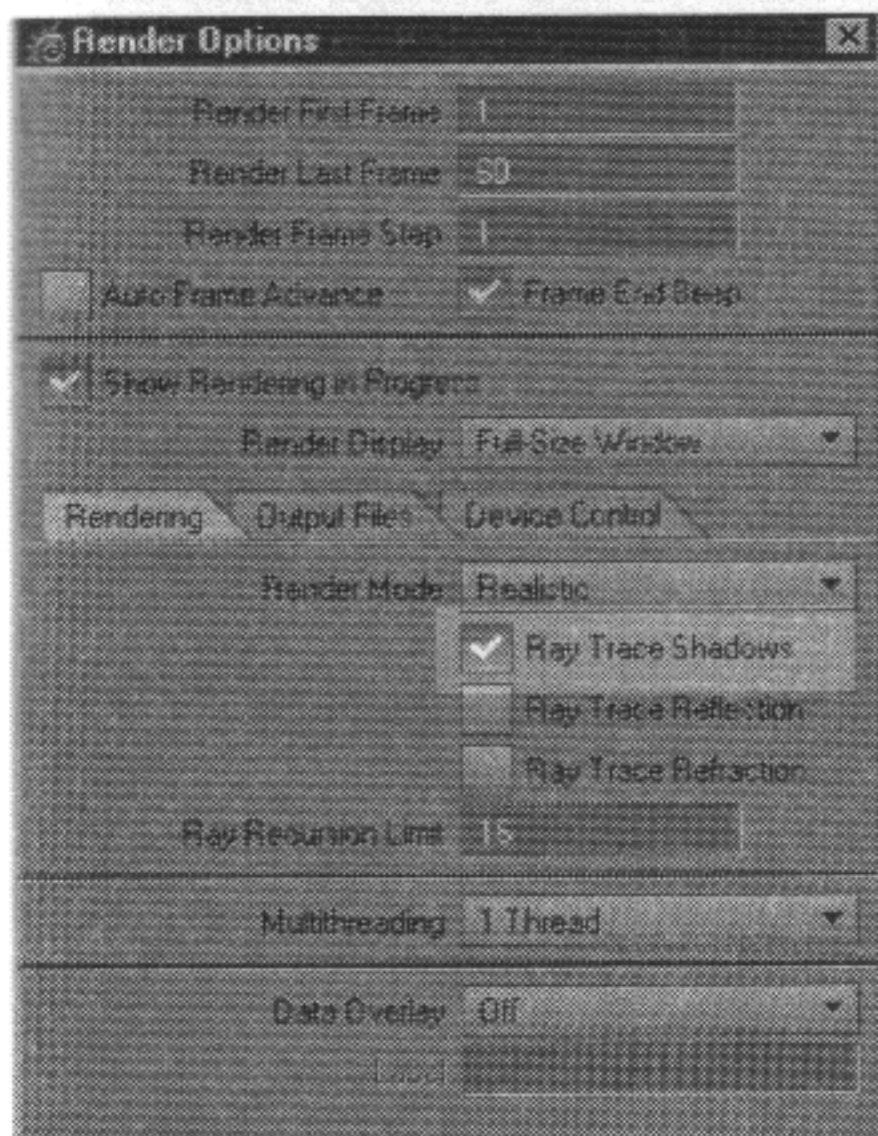 Render Options
Render First Frame 1
Render Last Frame 60
Render Frame Step 1
Auto Frame Advance Frame End Beep
Show Rendering in Progress
Render Display Full-Size Window
Rendering Output Files Device Control
Render Mode Realistic
Ray Trace Shadows
Ray Trace Reflection
Ray Trace Refraction
Ray Recursion Limit 16
Multithreading 1 Thread
Data Overlay Off
Label